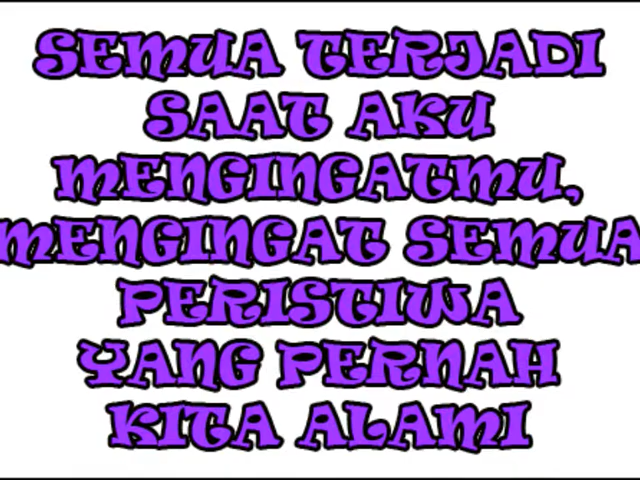 SEMUA TERJADI
SAAT AKU
MENGINGATMU,
MENGINGAT SEMUA
PERISTIWA
YANG PERNAH
KITA ALAMI